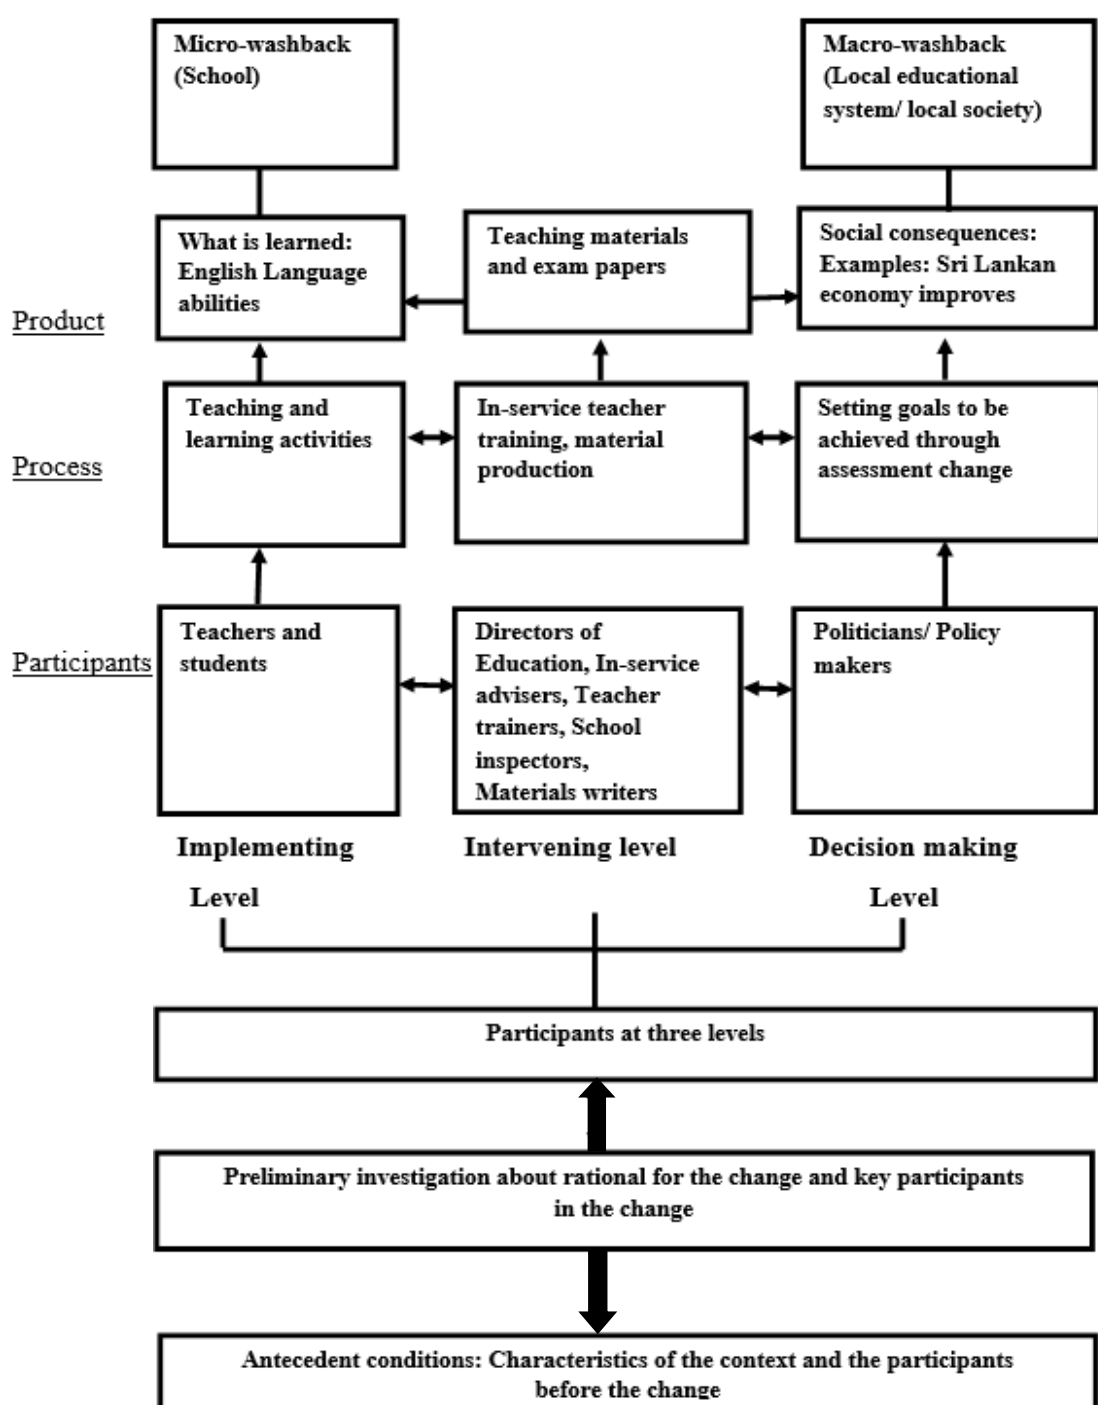 Micro-washback
(School)
Macro-washback
(Local educational
system/ local society)
What is learned:
English Language
abilities
Teaching materials
and exam papers
Social consequences:
Examples: Sri Lankan
economy improves
Product
Teaching and
learning activities
In-service teacher
training, material
production
Setting goals to be
achieved through
assessment change
Process
Teachers and
students
Directors of
Education, In-service
advisers, Teacher
trainers, School
inspectors,
Materials writers
Politicians/ Policy
makers
Participants
Implementing
Level
Intervening level
Decision making
Level
Participants at three levels
Preliminary investigation about rational for the change and key participants
in the change
Antecedent conditions: Characteristics of the context and the participants
before the change